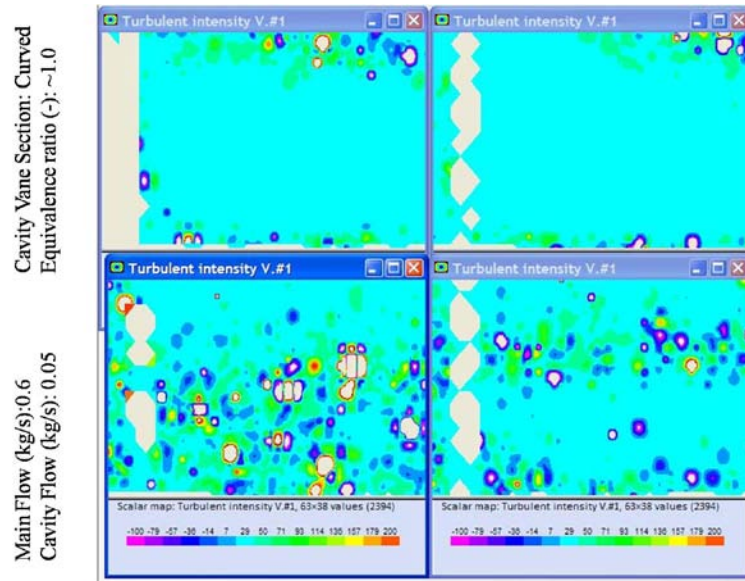 Cavity Vane Section: Curved
Equivalence ratio (-): ~1.0
Turbulent intensity V.#1
Turbulent intensity V.#1
Main Flow (kg/s):0.6
Cavity Flow (kg/s): 0.05
Turbulent intensity V.#1
Turbulent intensity V.#1
Scalar map: Turbulent intensity V.#1, 63×38 values (2394)
-100 -79 -57 -36 -14 7 29 50 71 93 114 136 157 179 200
Scalar map: Turbulent intensity V.#1, 63×38 values (2394)
-100 -79 -57 -36 -14 7 29 50 71 93 114 136 157 179 200